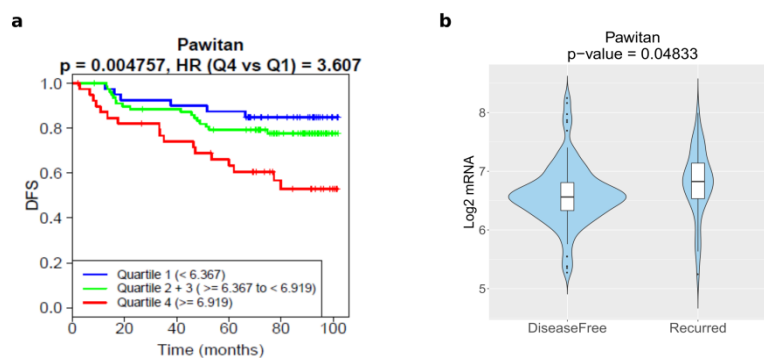 a
Pawitan
p = 0.004757, HR (Q4 vs Q1) = 3.607
DFS
1.0
0.8
0.6
0.4
0.2
0.0
Quartile 1 (< 6.367)
Quartile 2 + 3 ( >= 6.367 to < 6.919)
Quartile 4 (>= 6.919)
0 20 40 60 80 100
Time (months)
b
Pawitan
p-value = 0.04833
Log2 mRNA
8
7
6
5
DiseaseFree Recurred